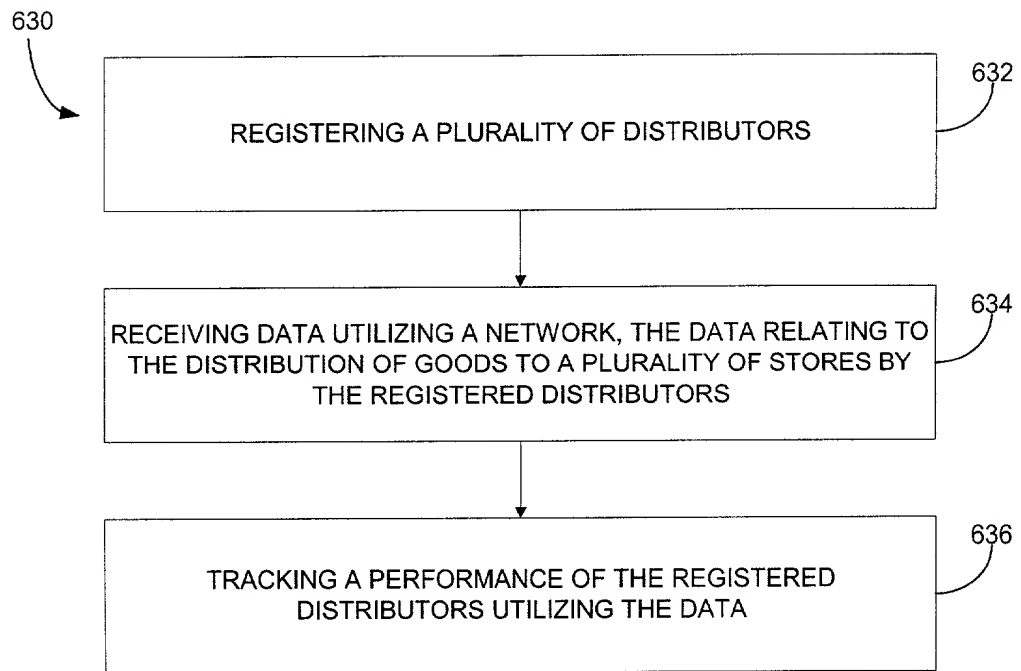 630
632
REGISTERING A PLURALITY OF DISTRIBUTORS
634
RECEIVING DATA UTILIZING A NETWORK, THE DATA RELATING TO
THE DISTRIBUTION OF GOODS TO A PLURALITY OF STORES BY
THE REGISTERED DISTRIBUTORS
636
TRACKING A PERFORMANCE OF THE REGISTERED
DISTRIBUTORS UTILIZING THE DATA